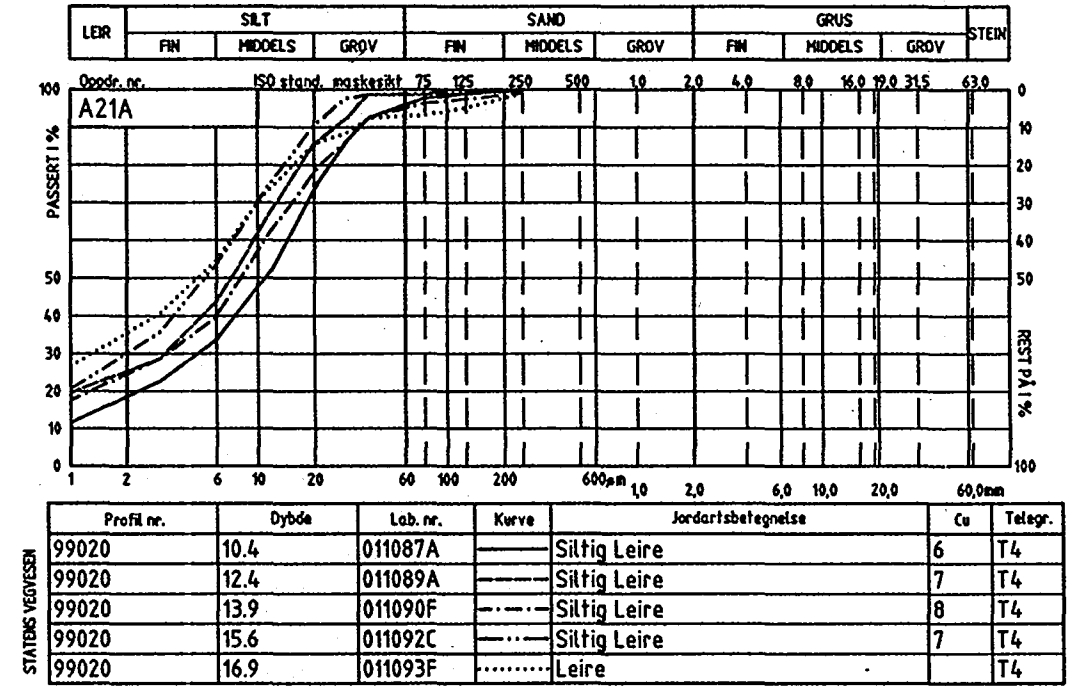 LEIR SILT SAND GRUS STEIN
FIN MIDDELS GROV FIN MIDDELS GROV FIN MIDDELS GROV
Oppdr. nr. ISO stand. maskesikt 75 125 250 500 1,0 2,0 4,0 8,0 16,0 19,0 31,5 63,0
A21A
PASSERT I %
100
50
40
30
20
10
0
0
10
20
30
40
50
100
REST PÅ I %
1 2 6 10 20 60 100 200 600µm
1,0 2,0 6,0 10,0 20,0 60,0mm
Profil nr. Dybde Lab. nr. Kurve Jordartsbetegnelse Cu Telegr.
99020 10.4 011087A Siltig Leire 6 T4
99020 12.4 011089A Siltig Leire 7 T4
99020 13.9 011090F Siltig Leire 8 T4
99020 15.6 011092C Siltig Leire 7 T4
99020 16.9 011093F Leire T4
STATENS VEGVESEN